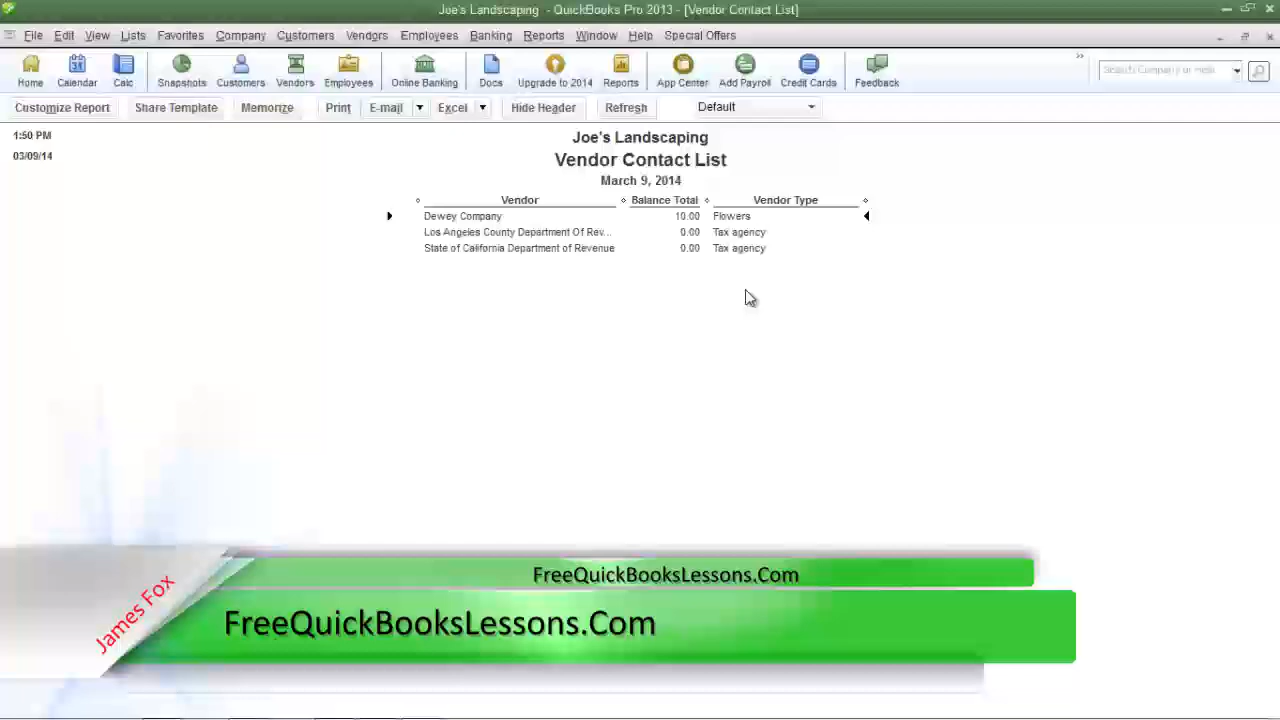 Joe's Landscaping - QuickBooks Pro 2013 - [Vendor Contact List]
File Edit View Lists Favorites Company Customers Vendors Employees Banking Reports Window Help Special Offers
Home Calendar Calc Snapshots Customers Vendors Employees Online Banking Docs Upgrade to 2014 Reports App Center Add Payroll Credit Cards Feedback
Search Company or Help
Customize Report Share Template Memorize Print E-mail Excel Hide Header Refresh Default
1:50 PM
03/09/14
Joe's Landscaping
Vendor Contact List
March 9, 2014
Vendor Balance Total Vendor Type
Dewey Company 10.00 Flowers
Los Angeles County Department Of Rev... 0.00 Tax agency
State of California Department of Revenue 0.00 Tax agency
FreeQuickBooksLessons.Com
FreeQuickBooksLessons.Com
James Fox